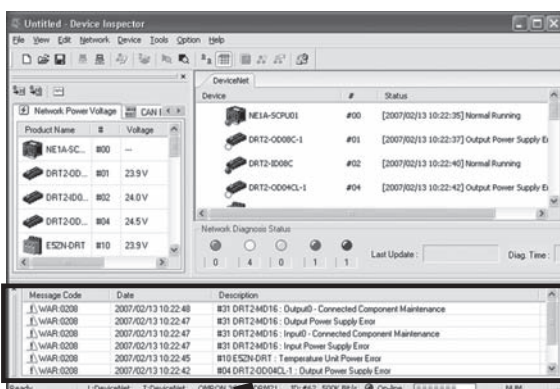 Untitled - Device Inspector
File View Edit Network Device Tools Option Help
Network Power Voltage CAN
Product Name # Voltage
NE1A-SC... #00 ---
DRT2-OD... #01 23.9 V
DRT2-ID0... #02 24.0 V
DRT2-OD... #04 24.5 V
E5ZN-DRT #10 23.9 V
DeviceNet
Device # Status
NE1A-SCPU01 #00 [2007/02/13 10:22:35] Normal Running
DRT2-OD08C-1 #01 [2007/02/13 10:22:37] Output Power Supply E
DRT2-ID08C #02 [2007/02/13 10:22:40] Normal Running
DRT2-OD04CL-1 #04 [2007/02/13 10:22:42] Output Power Supply E
Network Diagnosis Status
0 4 0 1 1 Last Update : Diag. Time :
Message Code Date Description
WAR:0208 2007/02/13 10:22:48 #31 DRT2-MD16 : Output0 - Connected Component Maintenance
WAR:0208 2007/02/13 10:22:47 #31 DRT2-MD16 : Output Power Supply Error
WAR:0208 2007/02/13 10:22:47 #31 DRT2-MD16 : Input0 - Connected Component Maintenance
WAR:0208 2007/02/13 10:22:47 #31 DRT2-MD16 : Input Power Supply Error
WAR:0208 2007/02/13 10:22:45 #10 E5ZN-DRT : Temperature Unit Power Error
WAR:0208 2007/02/13 10:22:42 #04 DRT2-OD04CL-1 : Output Power Supply Error
Ready L:DeviceNet T:DeviceNet On-line NUM